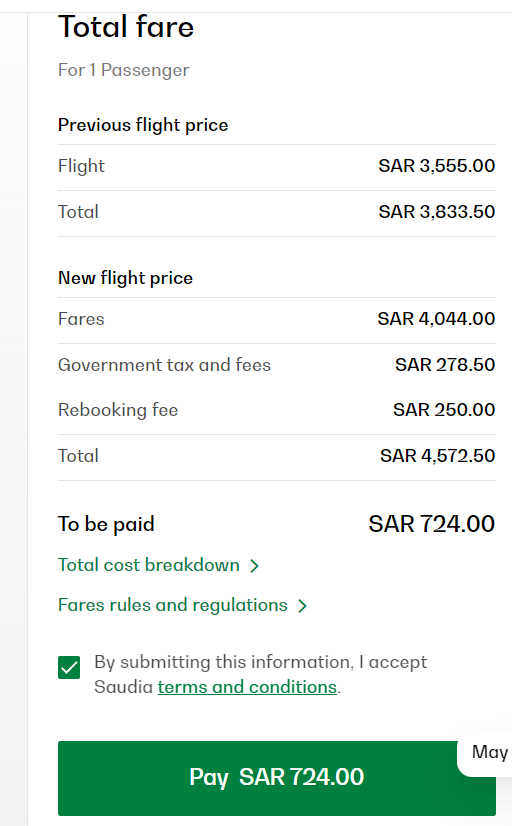 Total fare
For 1 Passenger
Previous flight price
Flight SAR 3,555.00
Total SAR 3,833.50
New flight price
Fares SAR 4,044.00
Government tax and fees SAR 278.50
Rebooking fee SAR 250.00
Total SAR 4,572.50
To be paid SAR 724.00
Total cost breakdown
Fares rules and regulations
By submitting this information, I accept
Saudia terms and conditions.
Pay SAR 724.00
May